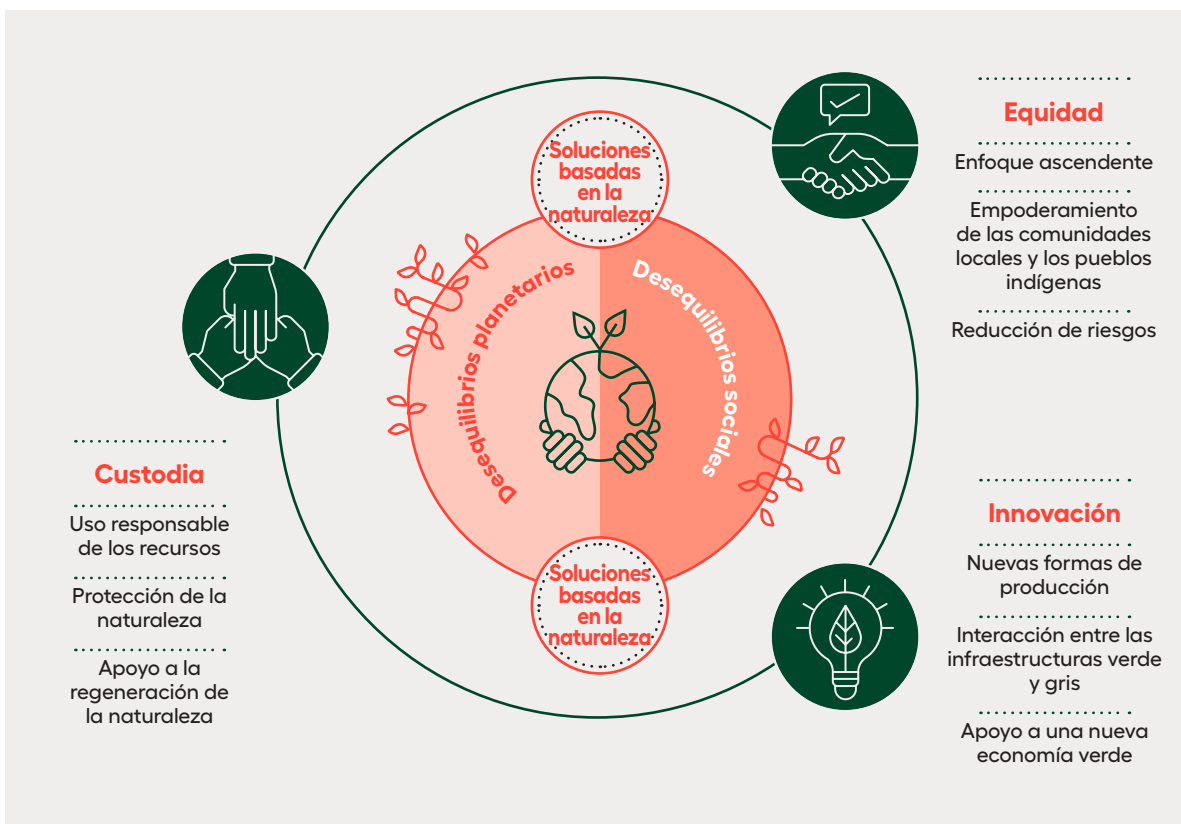 Soluciones
basadas
en la
naturaleza
Desequilibrios planetarios
Desequilibrios sociales
Soluciones
basadas
en la
naturaleza
Equidad
Enfoque ascendente
Empoderamiento
de las comunidades
locales y los pueblos
indígenas
Reducción de riesgos
Custodia
Uso responsable
de los recursos
Protección de la
naturaleza
Apoyo a la
regeneración de
la naturaleza
Innovación
Nuevas formas de
producción
Interacción entre las
infraestructuras verde
y gris
Apoyo a una nueva
economía verde